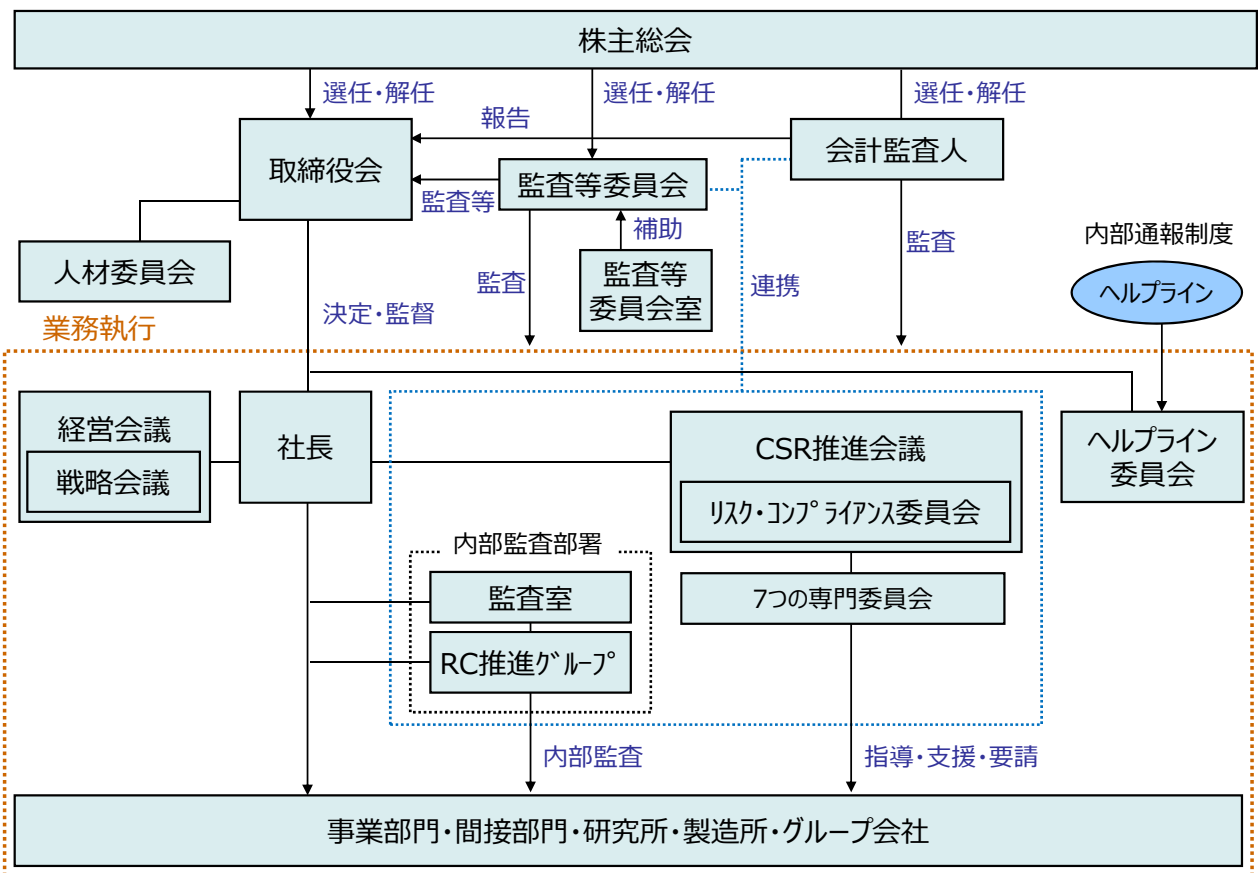 株主総会
選任・解任
選任・解任
選任・解任
報告
取締役会
会計監査人
監査等委員会
監査等
補助
監査
内部通報制度
人材委員会
監査
監査等
委員会室
連携
ヘルプライン
決定・監督
業務執行
経営会議
戦略会議
社長
CSR推進会議
リスク・コンプライアンス委員会
ヘルプライン
委員会
内部監査部署
監査室
7つの専門委員会
RC推進グループ
内部監査
指導・支援・要請
事業部門・間接部門・研究所・製造所・グループ会社